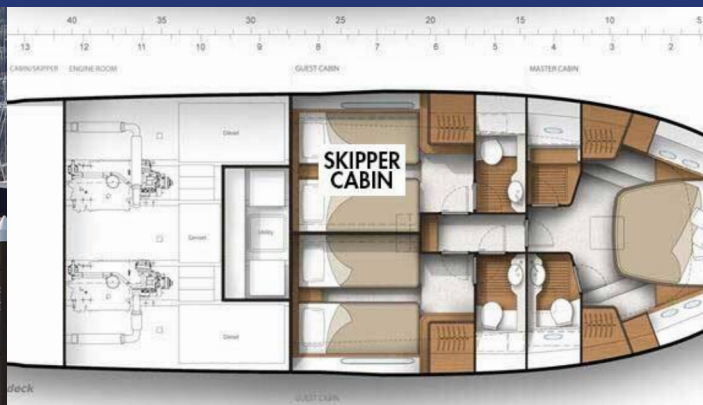 40 35 30 25 20 15 10 5
13 12 11 10 9 8 7 6 5 4 3 2
CABIN/SKIPPER ENGINE ROOM GUEST CABIN MASTER CABIN
Diesel
SKIPPER
CABIN
Genset
Utility
Diesel
deck
GUEST CABIN